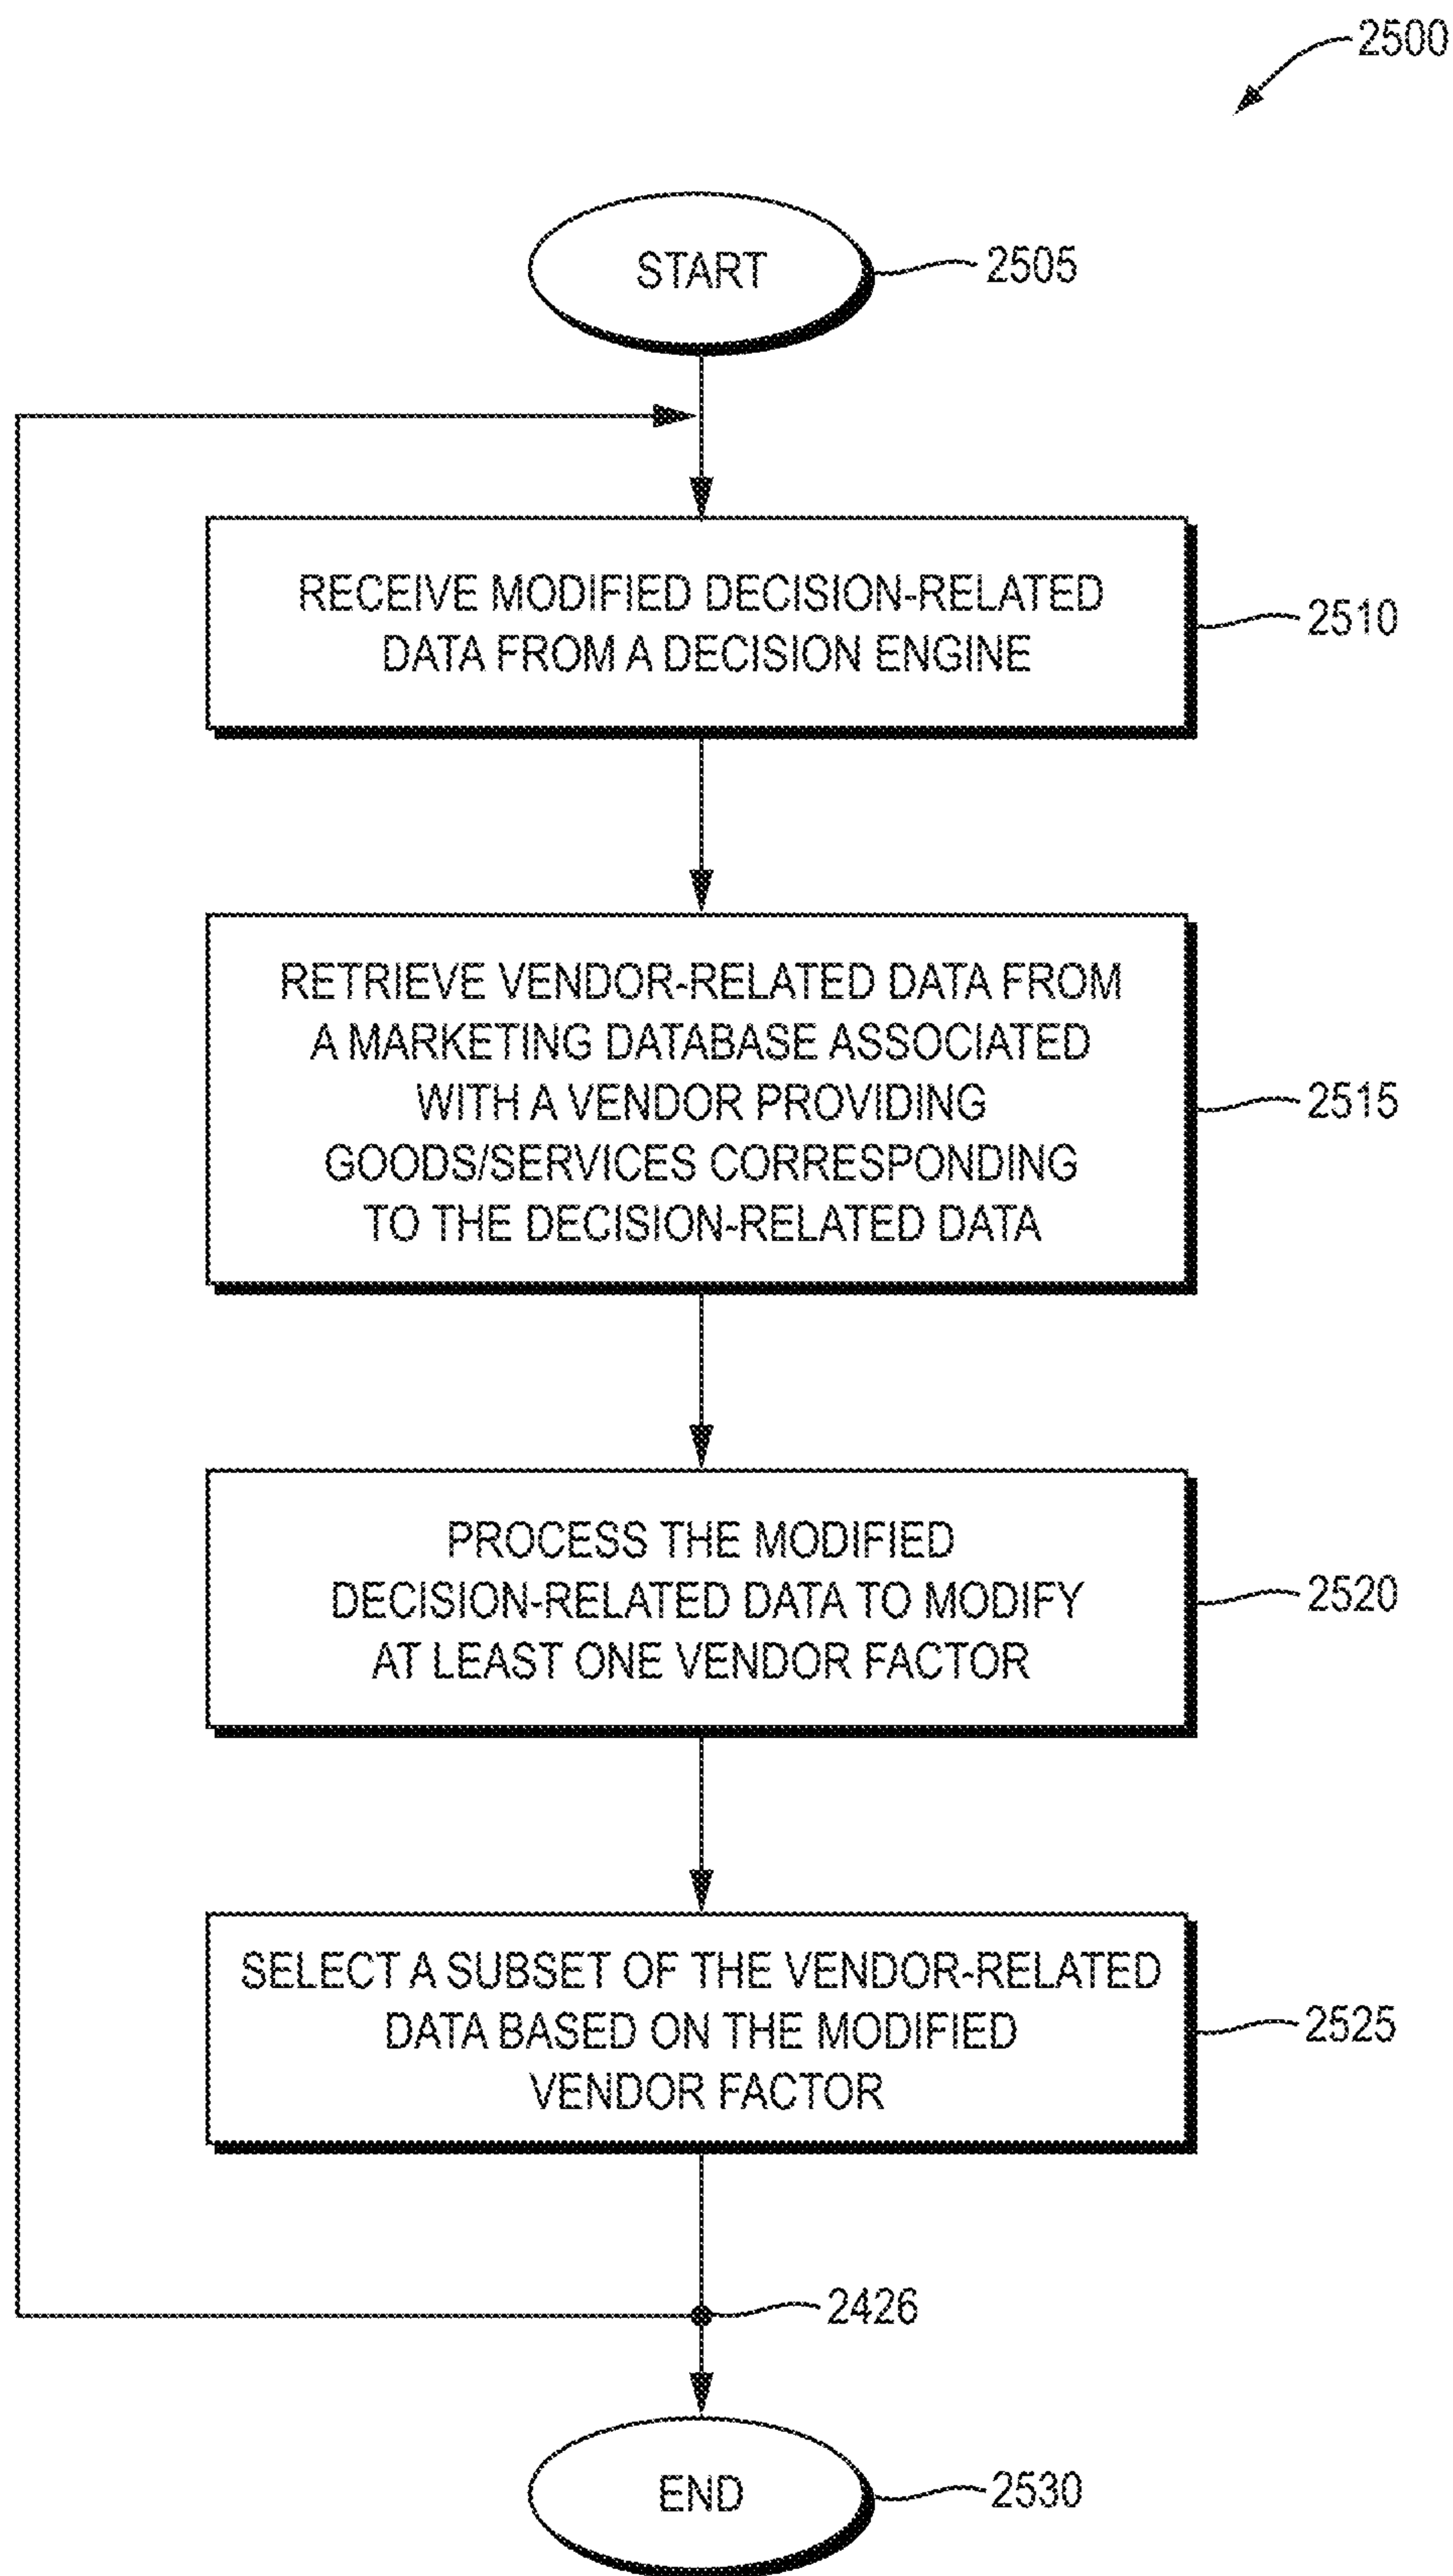 2500
START
2505
RECEIVE MODIFIED DECISION-RELATED
DATA FROM A DECISION ENGINE
2510
RETRIEVE VENDOR-RELATED DATA FROM
A MARKETING DATABASE ASSOCIATED
WITH A VENDOR PROVIDING
GOODS/SERVICES CORRESPONDING
TO THE DECISION-RELATED DATA
2515
PROCESS THE MODIFIED
DECISION-RELATED DATA TO MODIFY
AT LEAST ONE VENDOR FACTOR
2520
SELECT A SUBSET OF THE VENDOR-RELATED
DATA BASED ON THE MODIFIED
VENDOR FACTOR
2525
2426
END
2530